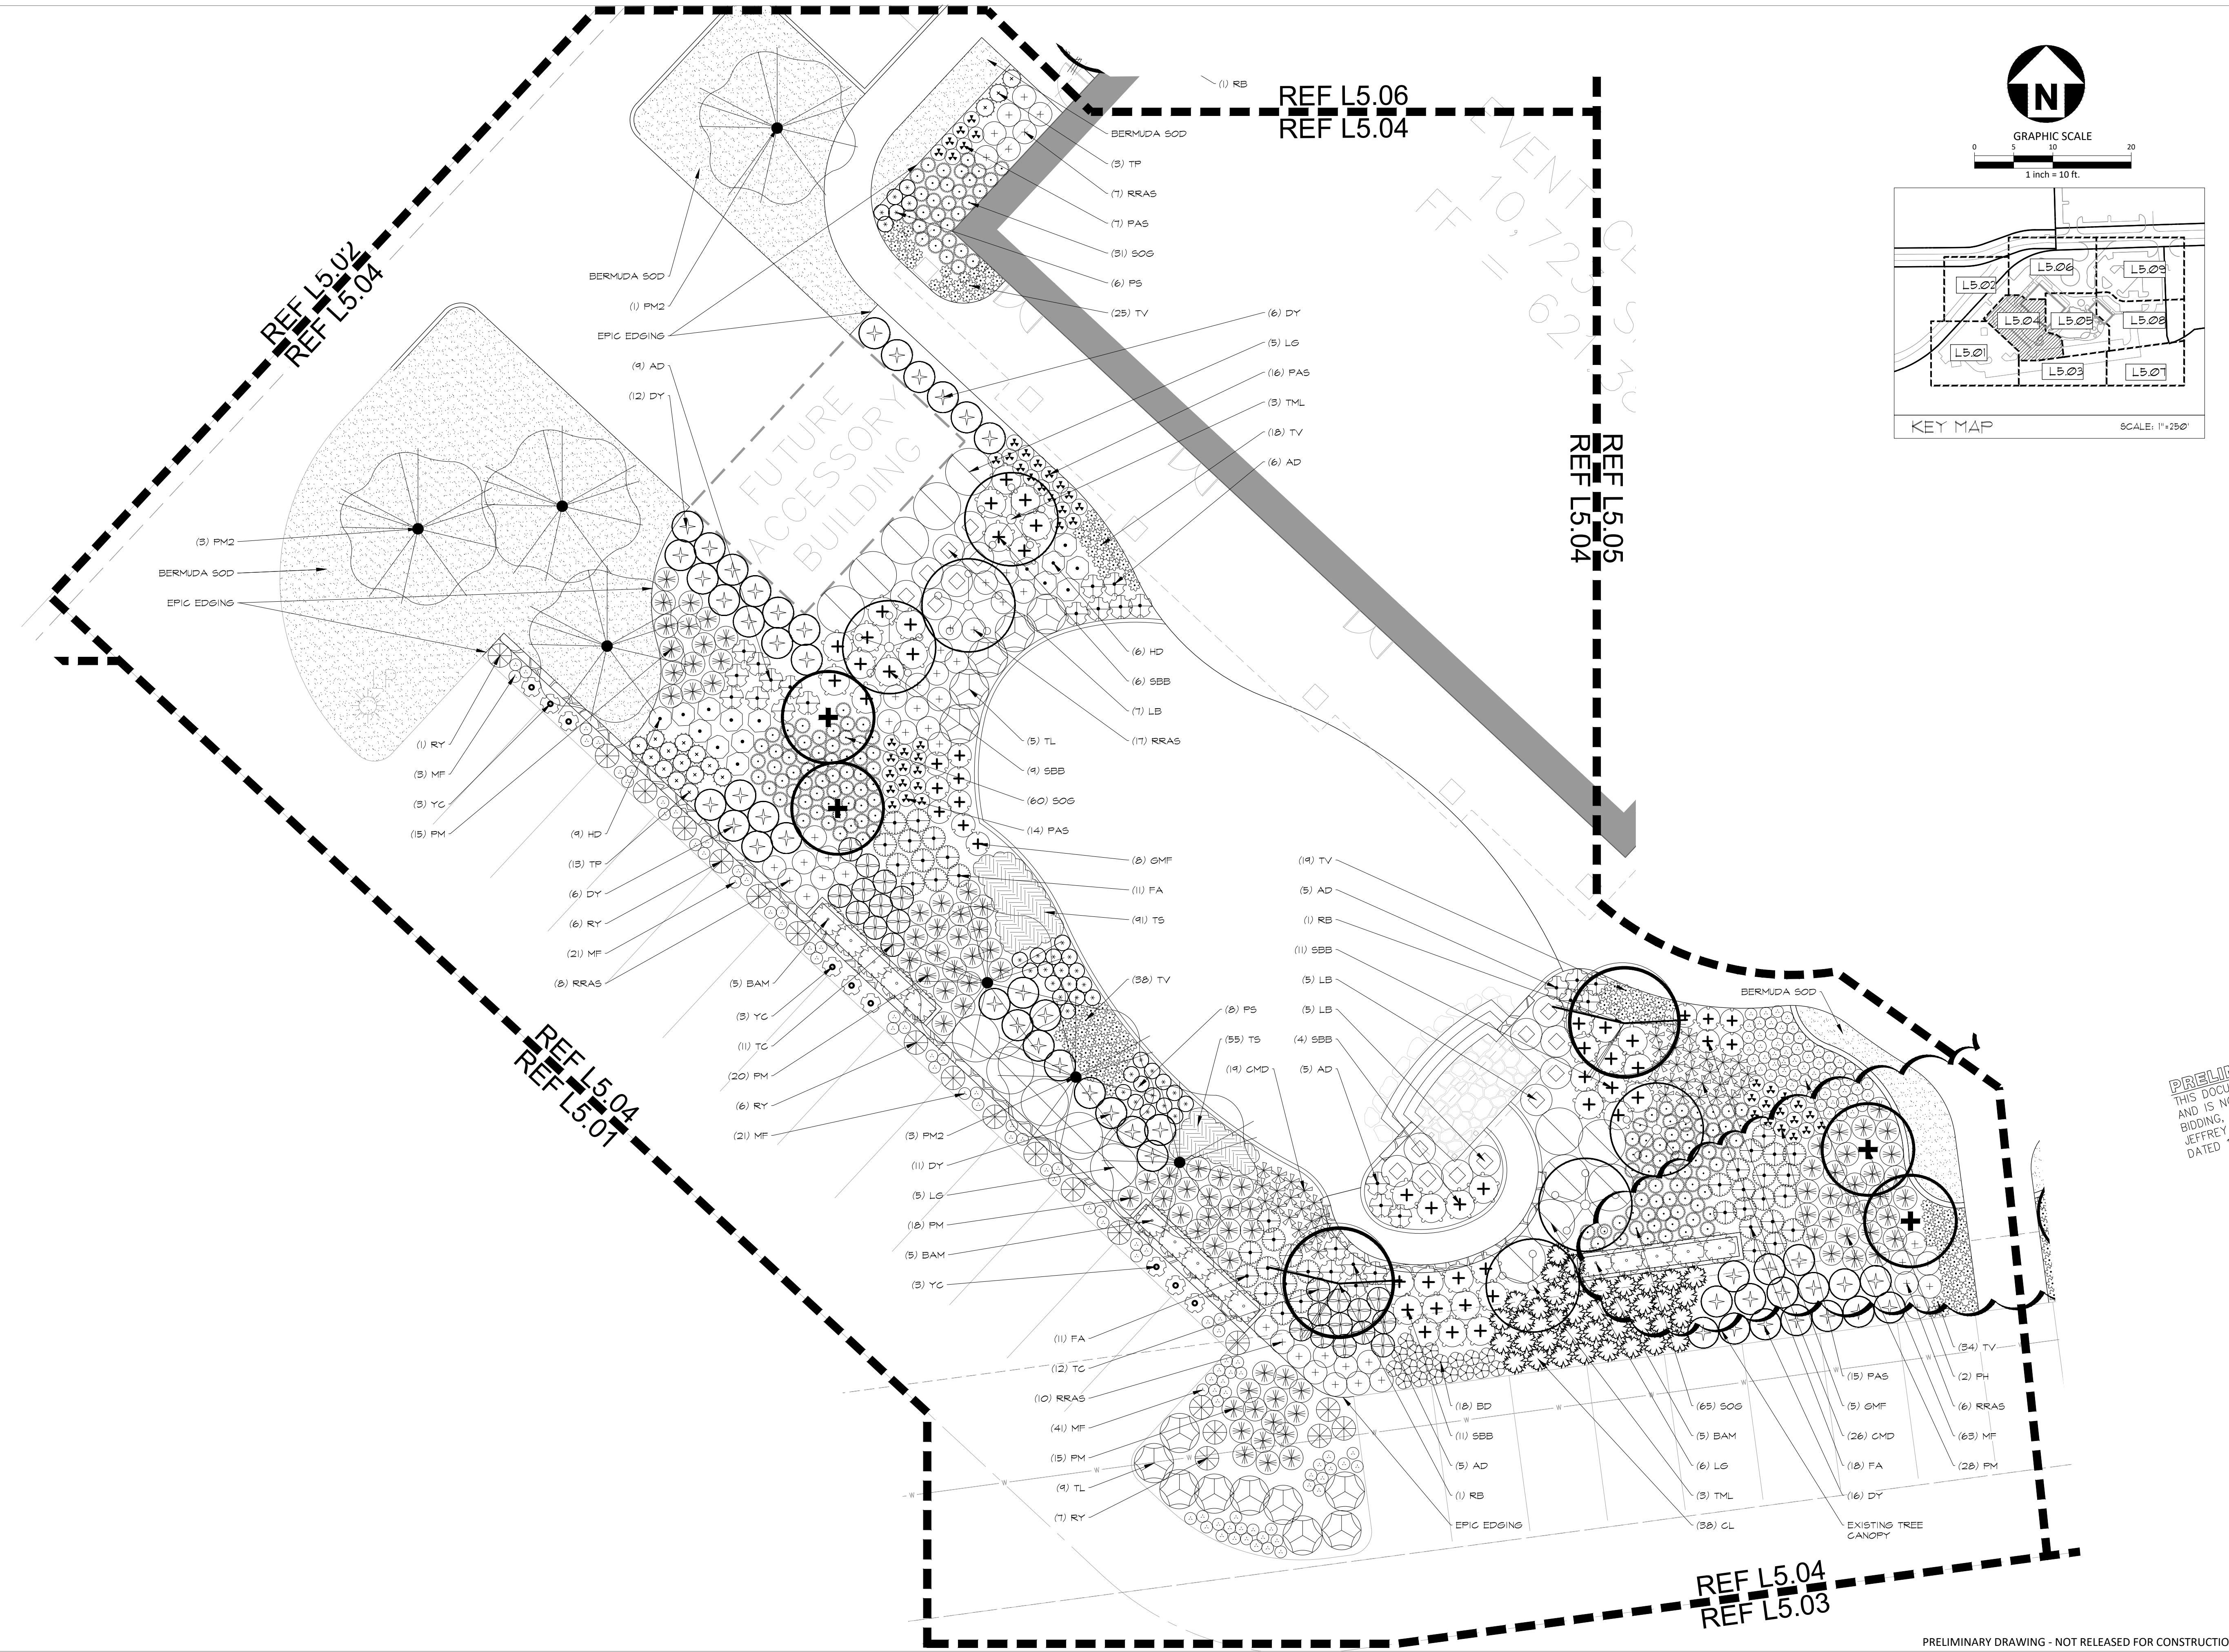 (1) RB
REF L5.06
REF L5.04
BERMUDA SOD
(3) TP
(7) RRAS
(7) PAS
(31) SOG
(6) PS
(25) TV
N
GRAPHIC SCALE
0 5 10 20
1 inch = 10 ft.
L5.06
L5.09
L5.02
L5.04
L5.05
L5.08
L5.01
L5.03
L5.07
KEY MAP
SCALE: 1"=250'
REF L5.02
REF L5.04
BERMUDA SOD
(1) PM2
EPIC EDGING
(9) AD
(12) DY
FUTURE
ACCESSORY
BUILDING
(6) DY
(5) LG
(16) PAS
(3) TML
(18) TV
(6) AD
REF L5.05
REF L5.04
(3) PM2
BERMUDA SOD
EPIC EDGING
LP
(1) RY
(3) MF
(3) YC
(15) PM
(6) HD
(6) SBB
(7) LB
(17) RRAS
(5) TL
(9) SBB
(60) SOG
(14) PAS
(9) HD
(13) TP
(6) DY
(6) RY
(21) MF
(8) RRAS
(8) GMF
(11) FA
(91) TS
(19) TV
(5) AD
(1) RB
(11) SBB
(5) LB
(5) LB
(4) SBB
(5) AD
(5) BAM
(3) YC
(11) TC
(20) PM
(6) RY
(21) MF
(38) TV
(8) PS
(55) TS
(19) CMD
BERMUDA SOD
REF L5.04
REF L5.01
(3) PM2
(11) DY
(5) LG
(18) PM
(5) BAM
(3) YC
(11) FA
(12) TC
(10) RRAS
(41) MF
(15) PM
(9) TL
(7) RY
(18) BD
(11) SBB
(5) AD
(1) RB
EPIC EDGING
(65) SOG
(5) BAM
(6) LG
(3) TML
(38) CL
(15) PAS
(5) GMF
(26) CMD
(18) FA
(16) DY
EXISTING TREE
CANOPY
(34) TV
(2) PH
(6) RRAS
(63) MF
(28) PM
W W W W W W W W
REF L5.04
REF L5.03
THIS DOCU
AND IS NO
BIDDING,
JEFFREY
DATED
PRELIMINARY DRAWING - NOT RELEASED FOR CONSTRUCTIO